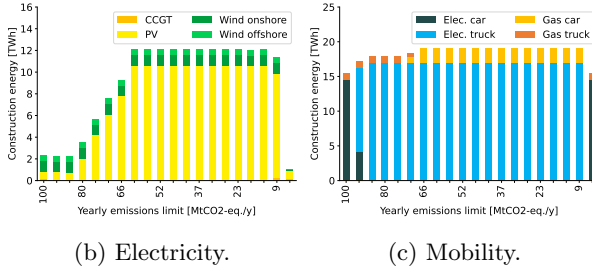 16
14
12
10
8
6
4
2
0
Construction energy [TWh]
CCGT
PV
Wind onshore
Wind offshore
100
80
66
52
37
23
9
Yearly emissions limit [MtCO2-eq./y]
(b) Electricity.
25
20
15
10
5
0
Construction energy [TWh]
Elec. car
Elec. truck
Gas car
Gas truck
100
80
66
52
37
23
9
Yearly emissions limit [MtCO2-eq./y]
(c) Mobility.